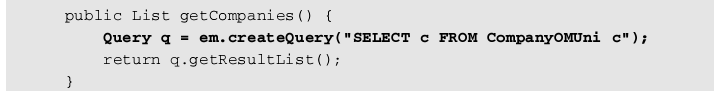 public List getCompanies() {
Query q = em.createQuery("SELECT c FROM CompanyOMUni c");
return q.getResultList();
}